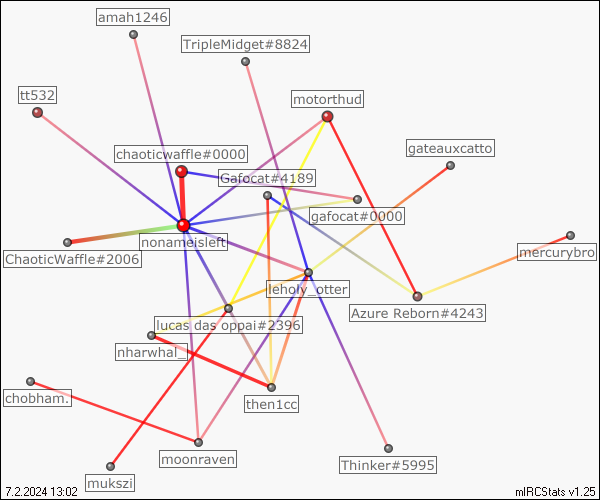 amah1246
TripleMidget#8824
tt532
motorthud
gateauxcatto
chaoticwaffle#0000
Gafocat#4189
gafocat#0000
nonameisleft
ChaoticWaffle#2006
mercurybro
leholy_otter
Azure Reborn#4243
lucas das oppai#2396
nharwhal_
chobham.
then1cc
moonraven
Thinker#5995
mukszi
7.2.2024 13:02
mIRCStats v1.25